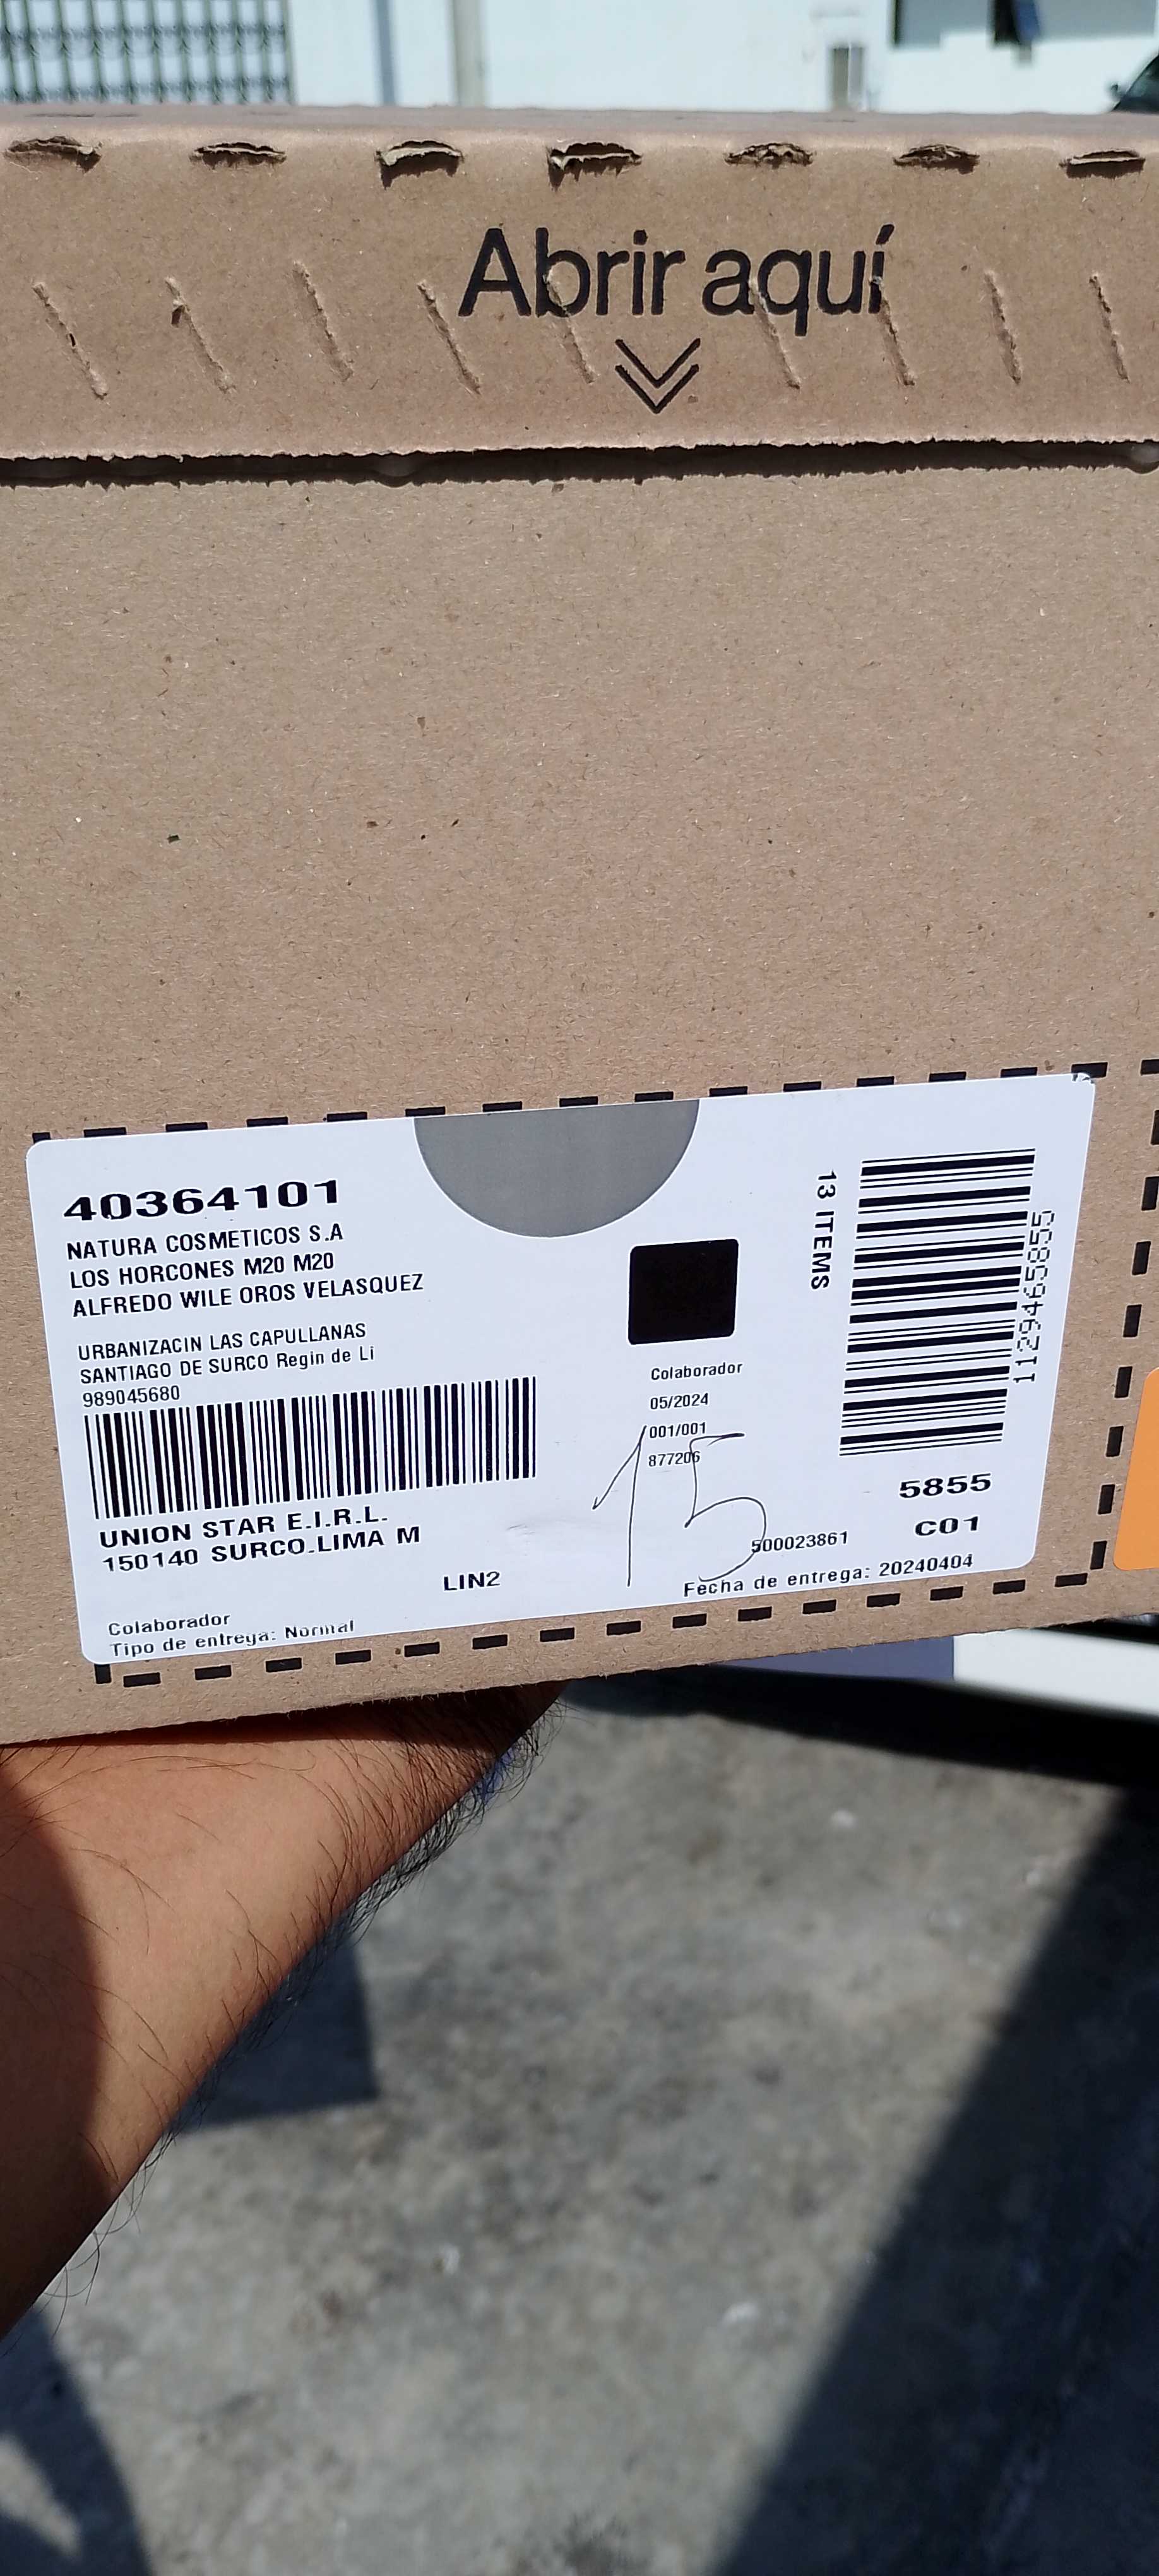 Abrir aquí
40364101
NATURA COSMETICOS S.A
LOS HORCONES M20 M20
ALFREDO WILE OROS VELASQUEZ
URBANIZACIN LAS CAPULLANAS
SANTIAGO DE SURCO Regin de Li
989045680
UNION STAR E.I.R.L.
150140 SURCO-LIMA M
LIN2
Colaborador
Tipo de entrega: Normal
Colaborador
05/2024
001/001
877206
15
500023861
Fecha de entrega: 20240404
13 ITEMS
1129465855
5855
C01